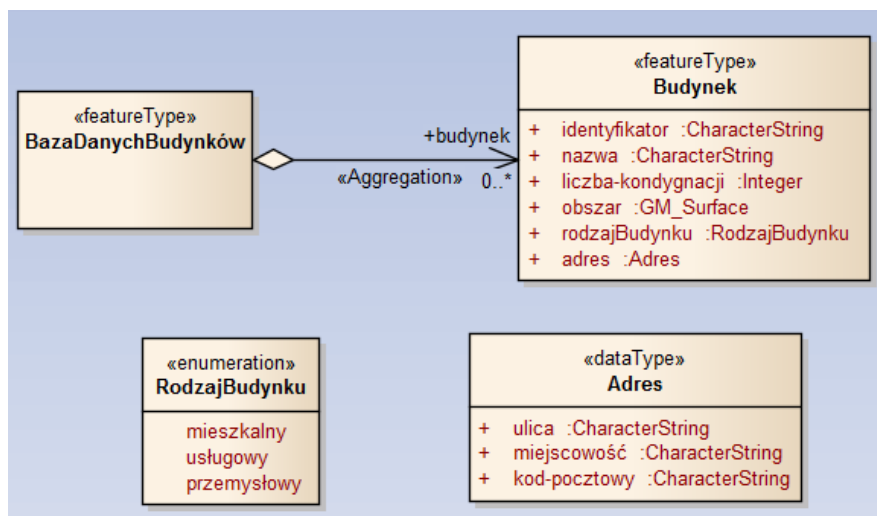 «featureType»
BazaDanychBudynków
+budynek
«Aggregation» 0..*
«featureType»
Budynek
+ identyfikator :CharacterString
+ nazwa :CharacterString
+ liczba-kondygnacji :Integer
+ obszar :GM_Surface
+ rodzajBudynku :RodzajBudynku
+ adres :Adres
«enumeration»
RodzajBudynku
mieszkalny
usługowy
przemysłowy
«dataType»
Adres
+ ulica :CharacterString
+ miejscowość :CharacterString
+ kod-pocztowy :CharacterString